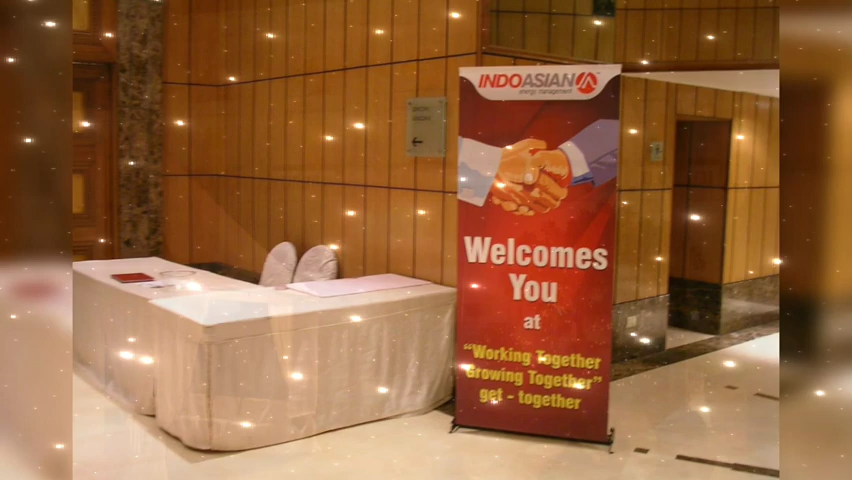 INDOASIAN
energy management
Welcomes
You
at
“Working Together
Growing Together”
get - together